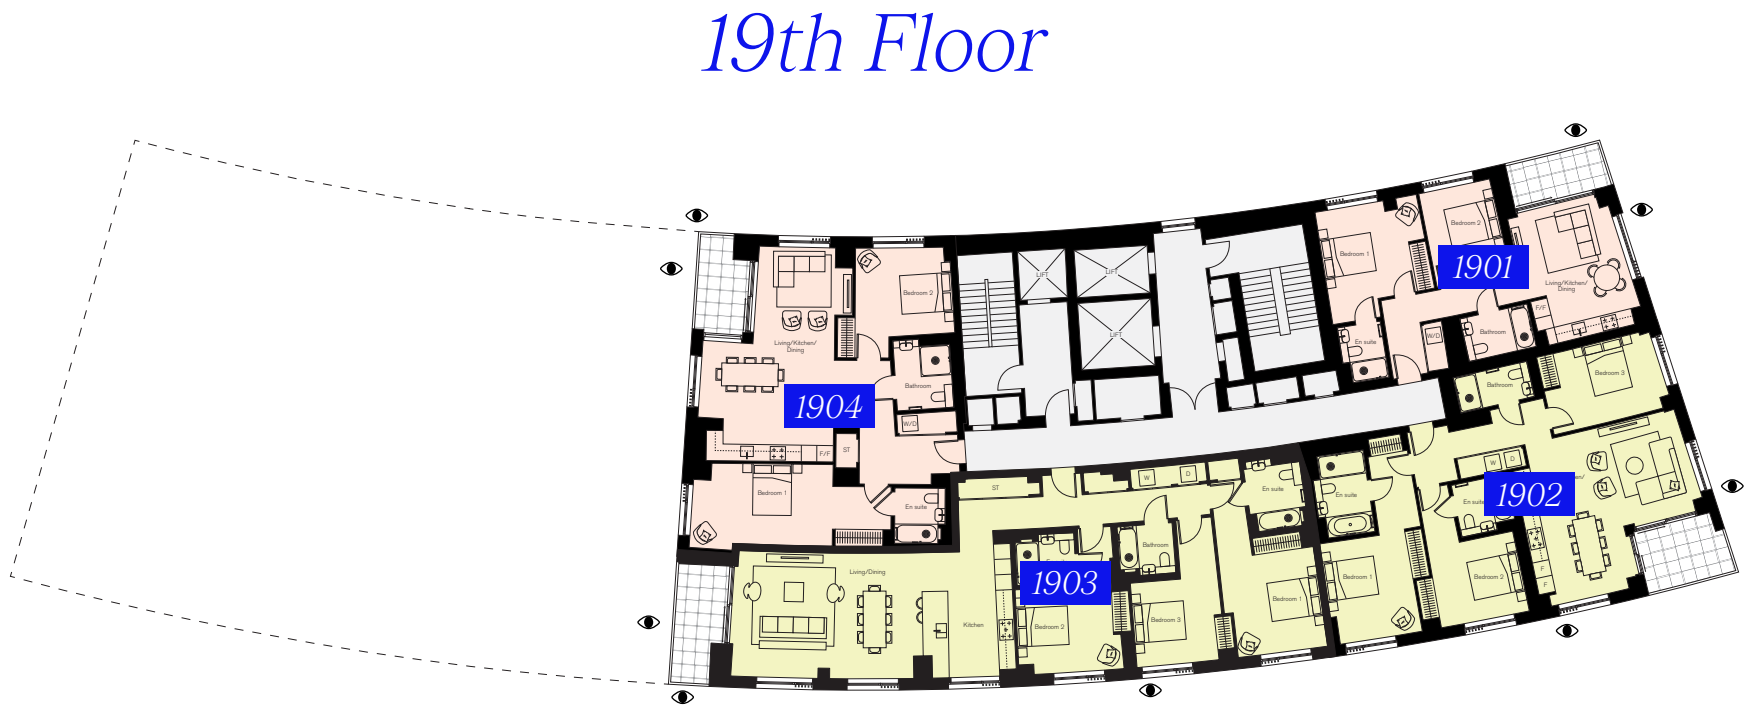 19th Floor
1901
Bedroom 1
Bedroom 2
Living/Kitchen/
Dining
En suite
W/D
Bathroom
F/F
LIFT
LIFT
LIFT
1904
Bedroom 2
Living/Kitchen/
Dining
Bathroom
W/D
F/F
ST
Bedroom 1
En suite
1902
Bathroom
Bedroom 3
W
D
En suite
En suite
Bedroom 1
Bedroom 2
F
F
1903
ST
W
D
En suite
Living/Dining
Bathroom
Kitchen
Bedroom 2
Bedroom 3
Bedroom 1